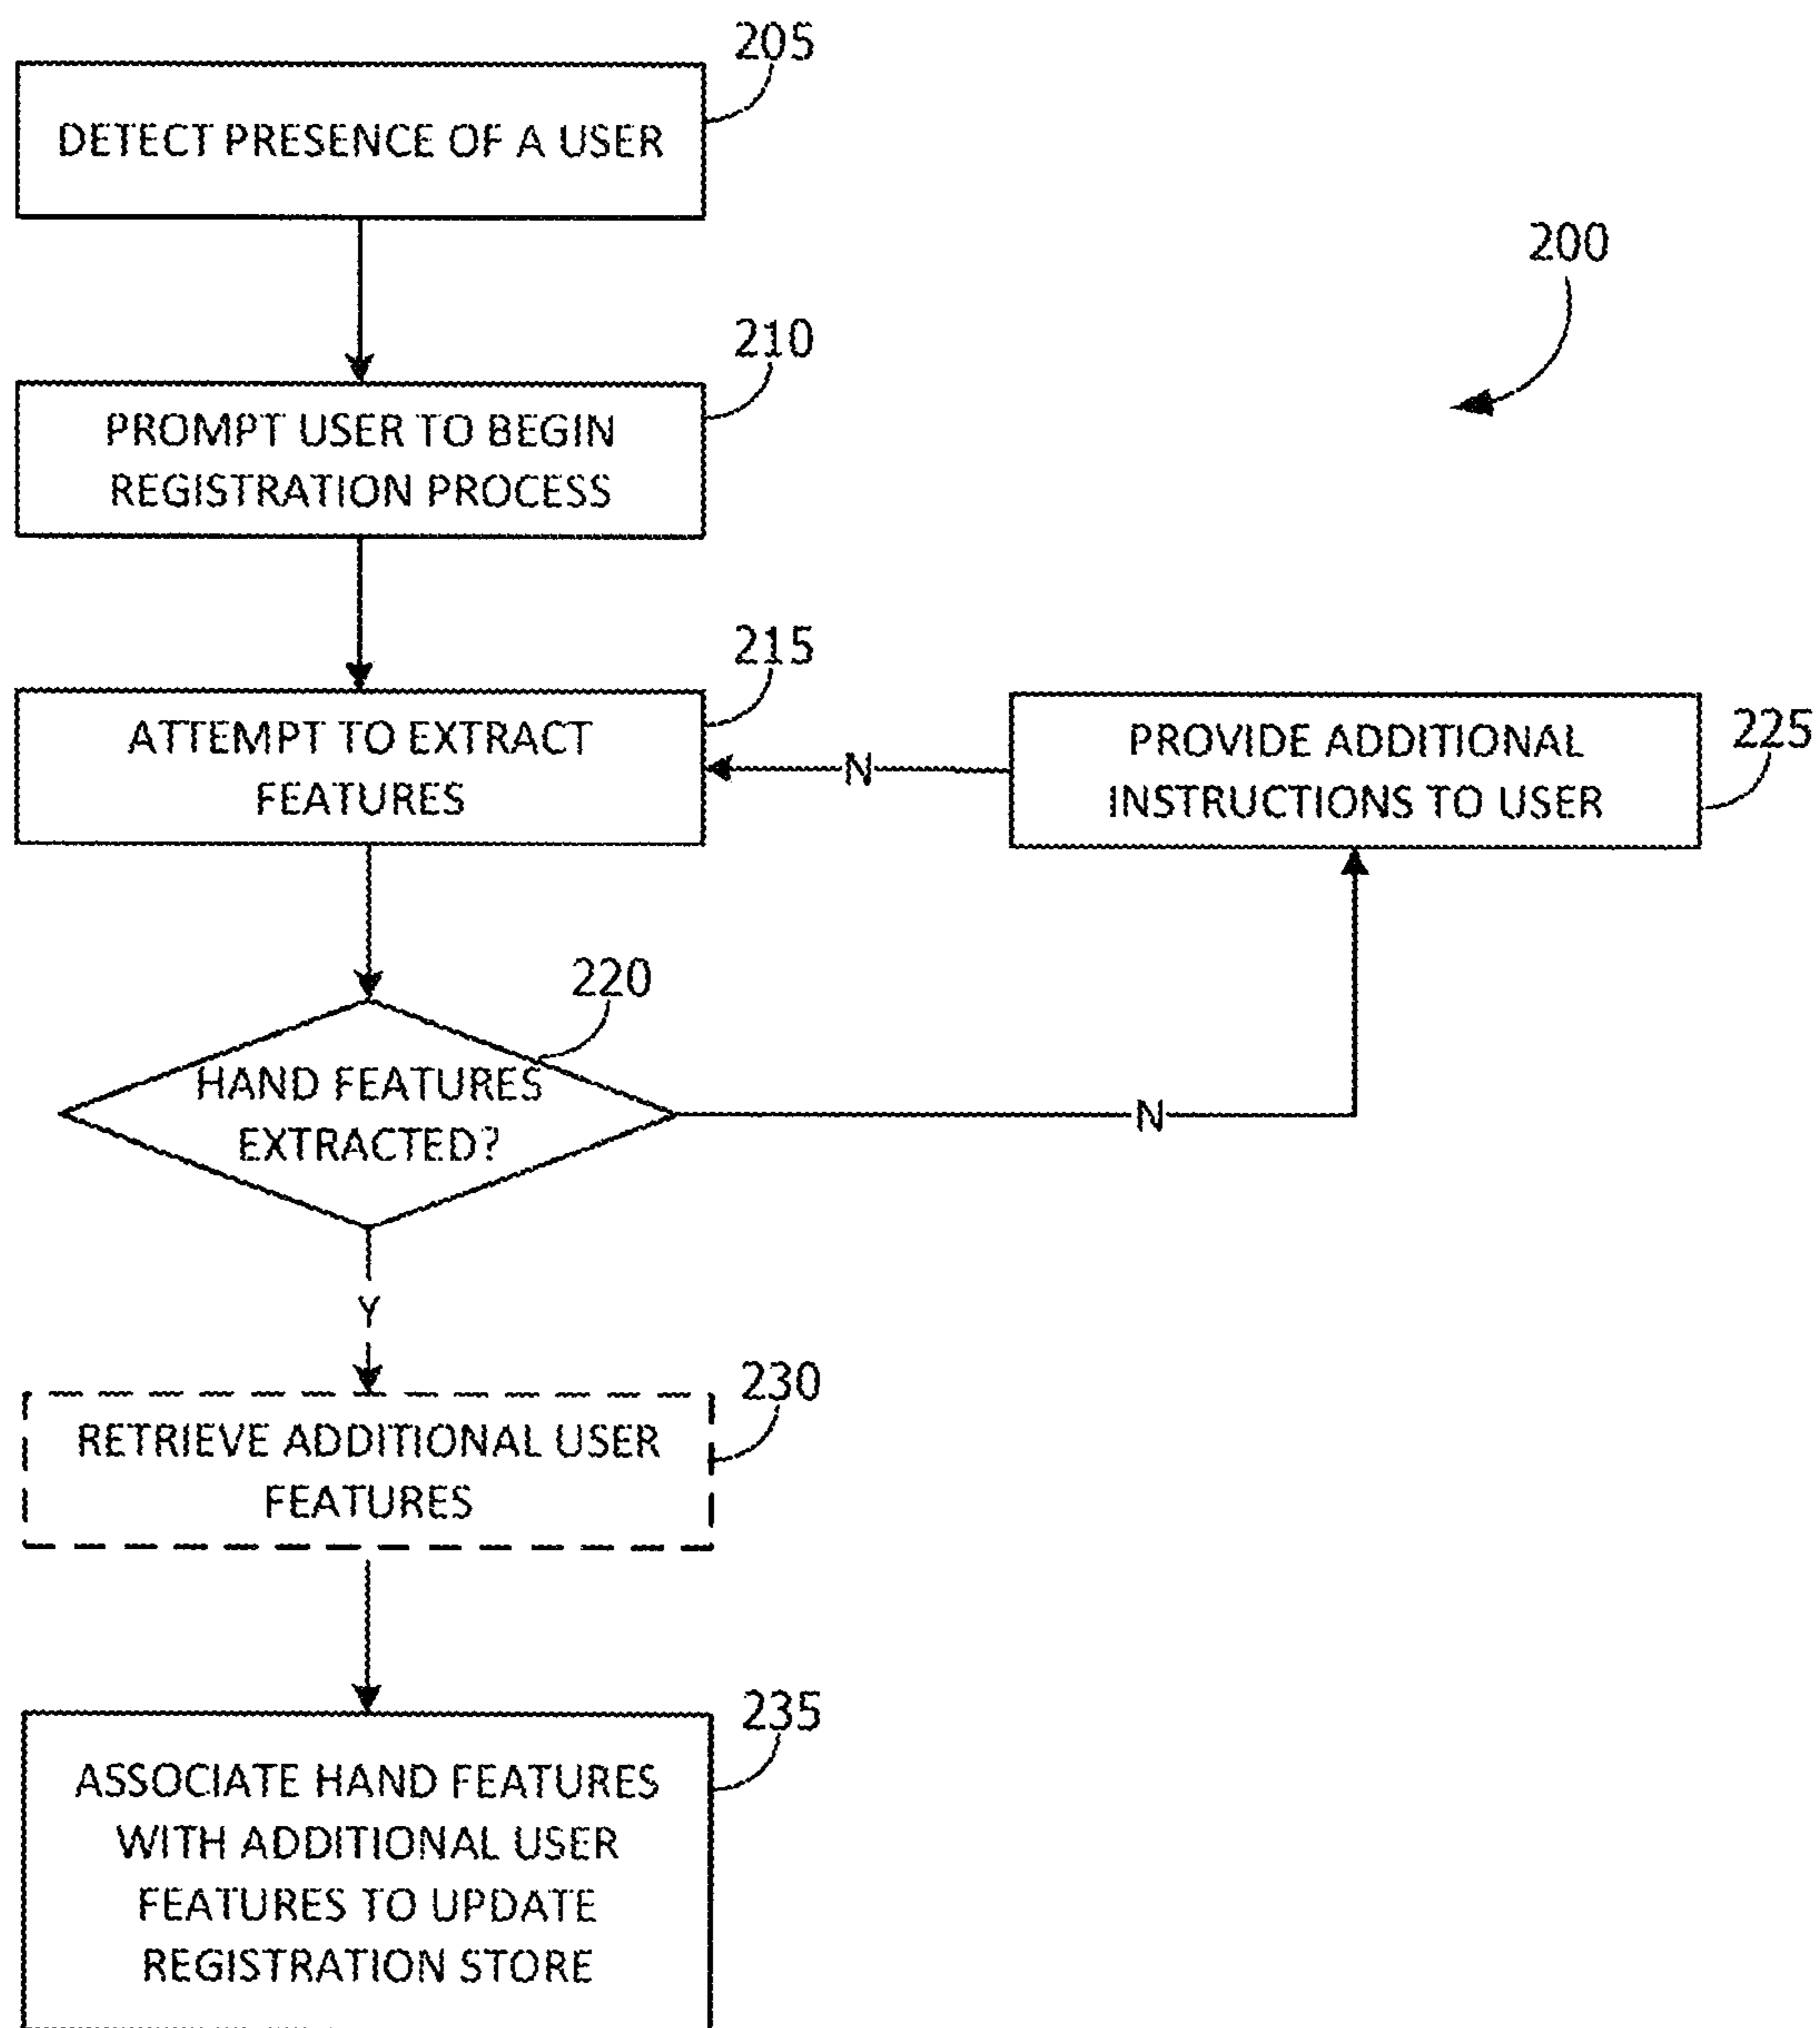 205
DETECT PRESENCE OF A USER
200
210
PROMPT USER TO BEGIN
REGISTRATION PROCESS
215
ATTEMPT TO EXTRACT
FEATURES
N
PROVIDE ADDITIONAL
INSTRUCTIONS TO USER
225
220
HAND FEATURES
EXTRACTED?
N
Y
230
RETRIEVE ADDITIONAL USER
FEATURES
235
ASSOCIATE HAND FEATURES
WITH ADDITIONAL USER
FEATURES TO UPDATE
REGISTRATION STORE